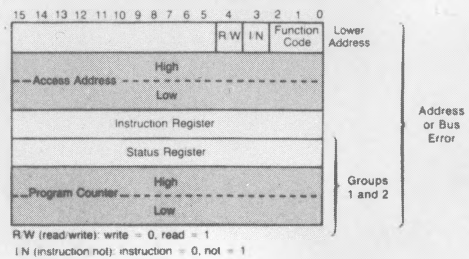 15 14 13 12 11 10 9 8 7 6 5 4 3 2 1 0
R/W I/N Function Code
Lower Address
High
Access Address
Low
Instruction Register
Status Register
High
Program Counter
Low
Groups 1 and 2
Address or Bus Error
R/W (read/write): write = 0, read = 1
I/N (instruction/not): instruction = 0, not = 1